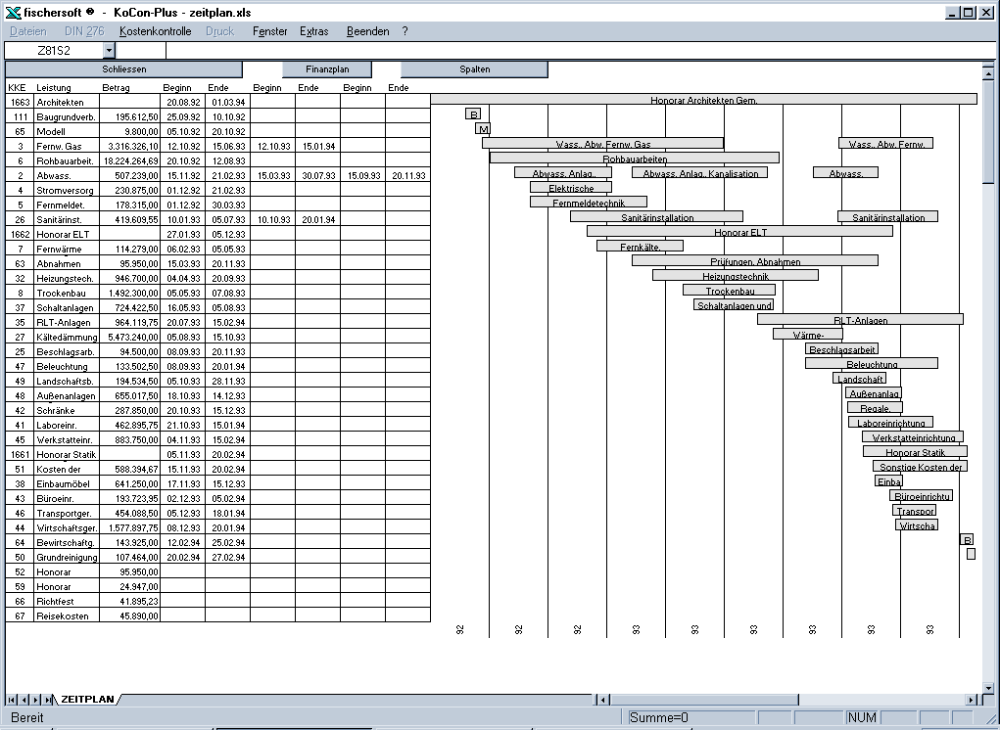 fischersoft ® - KoCon-Plus - zeitplan.xls
Dateien DIN 276 Kostenkontrolle Druck Fenster Extras Beenden ?
Z81S2
Schliessen Finanzplan Spalten
KKE Leistung Betrag Beginn Ende Beginn Ende Beginn Ende
1663 Architekten 20.08.92 01.03.94 Honorar Architekten Gem.
111 Baugrundverb. 195.612,50 25.09.92 10.10.92 B
65 Modell 9.800,00 05.10.92 20.10.92 M
3 Fernw. Gas 3.316.326,10 12.10.92 15.06.93 12.10.93 15.01.94 Wass., Abw. Fernw. Gas Wass., Abw. Fernw.
6 Rohbauarbeit. 18.224.264,69 20.10.92 12.08.93 Rohbauarbeiten
2 Abwass. 507.239,00 15.11.92 21.02.93 15.03.93 30.07.93 15.09.93 20.11.93 Abwass. Anlag., Abwass. Anlag., Kanalisation Abwass.
4 Stromversorg 230.875,00 01.12.92 21.02.93 Elektrische
5 Fernmeldet. 178.315,00 01.12.92 30.03.93 Fernmeldetechnik
26 Sanitärinst. 419.609,55 10.01.93 05.07.93 10.10.93 20.01.94 Sanitärinstallation Sanitärinstallation
1662 Honorar ELT 27.01.93 05.12.93 Honorar ELT
7 Fernwärme 114.279,00 06.02.93 05.05.93 Fernkälte,
63 Abnahmen 95.950,00 15.03.93 20.11.93 Prüfungen, Abnahmen
32 Heizungstech. 946.700,00 04.04.93 20.09.93 Heizungstechnik
8 Trockenbau 1.492.300,00 05.05.93 07.08.93 Trockenbau
37 Schaltanlagen 724.422,50 16.05.93 05.08.93 Schaltanlagen und
35 RLT-Anlagen 964.119,75 20.07.93 15.02.94 RLT-Anlagen
27 Kältedämmung 5.473.240,00 05.08.93 15.10.93 Wärme-
25 Beschlagsarb. 94.500,00 08.09.93 20.11.93 Beschlagsarbeit
47 Beleuchtung 133.502,50 08.09.93 20.01.94 Beleuchtung
49 Landschaftsb. 194.534,50 05.10.93 28.11.93 Landschaft
48 Außenanlagen 655.017,50 18.10.93 14.12.93 Außenanlag
42 Schränke 287.850,00 20.10.93 15.12.93 Regale,
41 Laboreinr. 462.895,75 21.10.93 15.01.94 Laboreinrichtung
45 Werkstatteinr. 883.750,00 04.11.93 15.02.94 Werkstatteinrichtung
1661 Honorar Statik 05.11.93 20.02.94 Honorar Statik
51 Kosten der 588.394,67 15.11.93 20.02.94 Sonstige Kosten der
38 Einbaumöbel 641.250,00 17.11.93 15.12.93 Einba
43 Büroeinr. 193.723,95 02.12.93 05.02.94 Büroeinrichtu
46 Transportger. 454.088,50 05.12.93 18.01.94 Transpor
44 Wirtschaftsger. 1.577.897,75 08.12.93 20.01.94 Wirtscha
64 Bewirtschaftg. 143.925,00 12.02.94 25.02.94 B
50 Grundreinigung 107.464,00 20.02.94 27.02.94
52 Honorar 95.950,00
59 Honorar 24.947,00
66 Richtfest 41.895,23
67 Reisekosten 45.890,00
92 92 92 93 93 93 93 93 93
ZEITPLAN
Bereit Summe=0 NUM